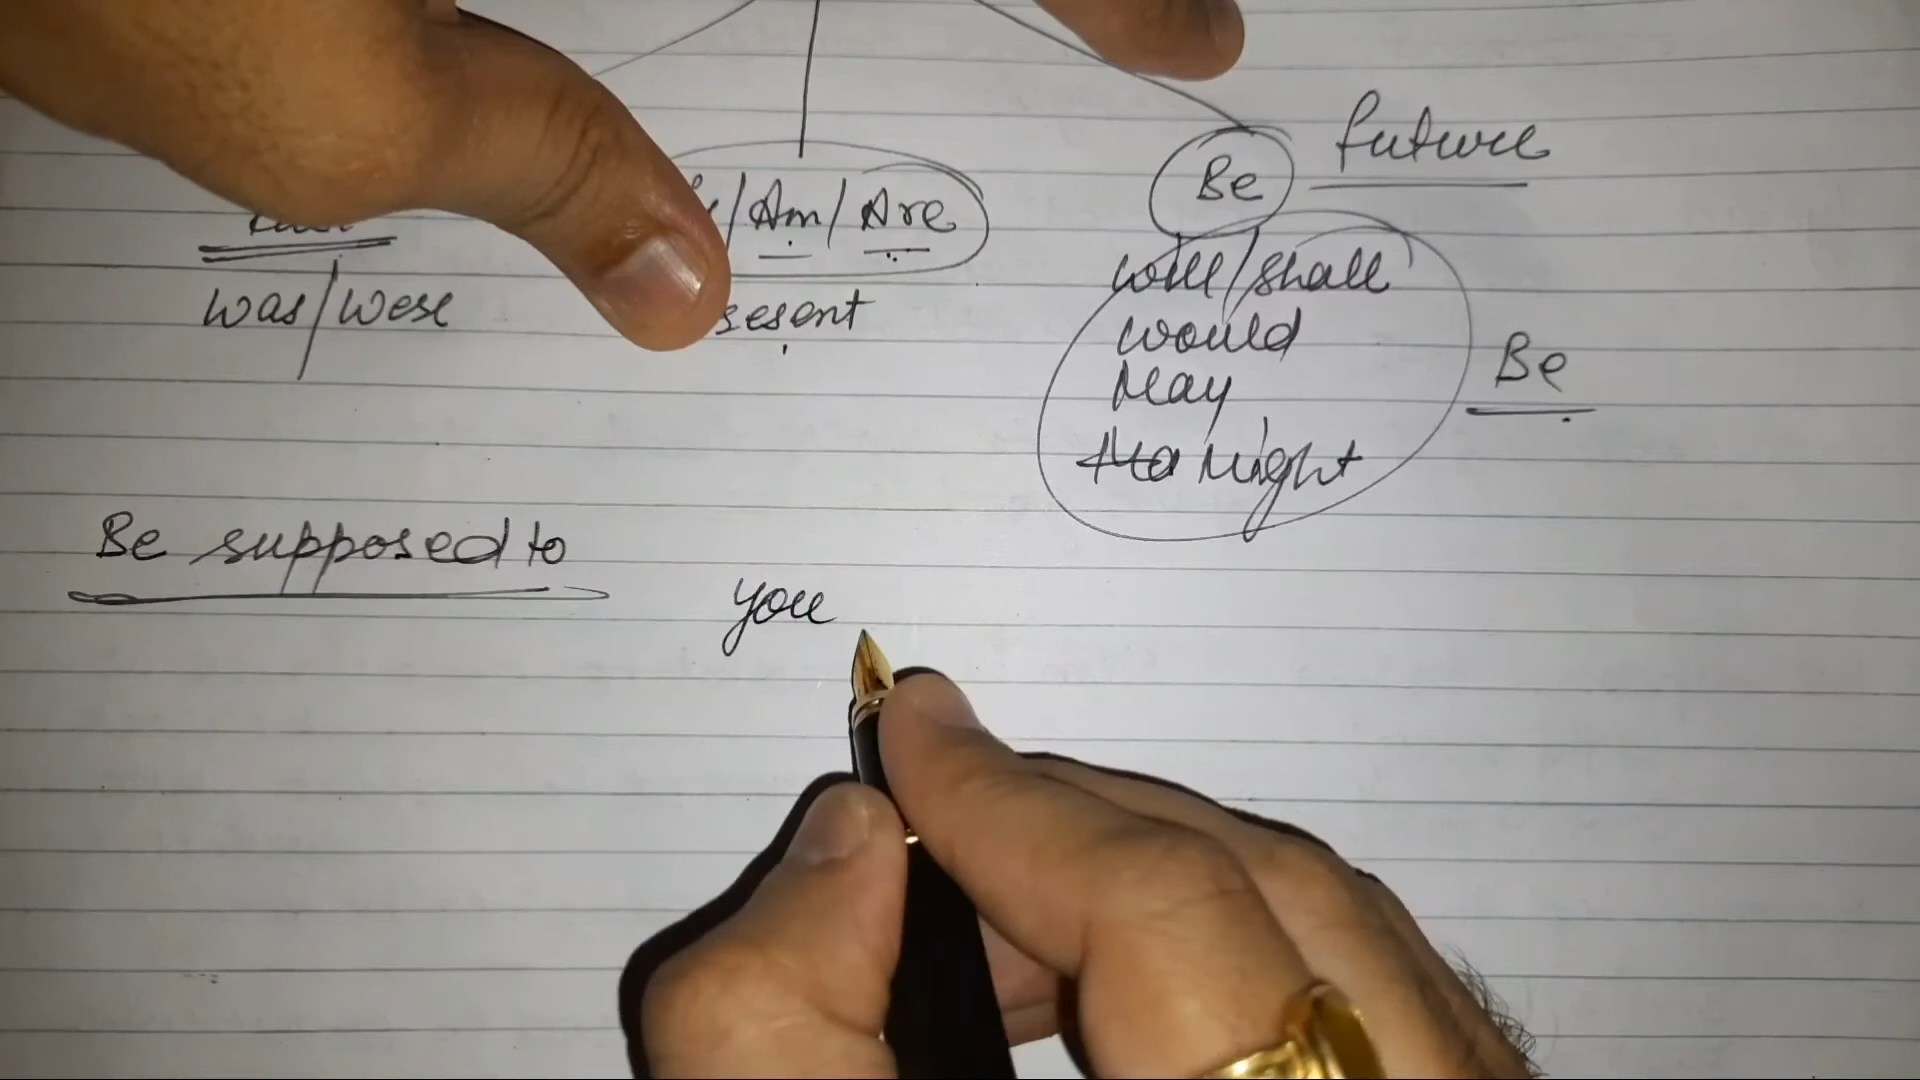 future
Be
/Am/Are
will/shall
was/were
esent
would
Be
May
Might
Be supposed to
you